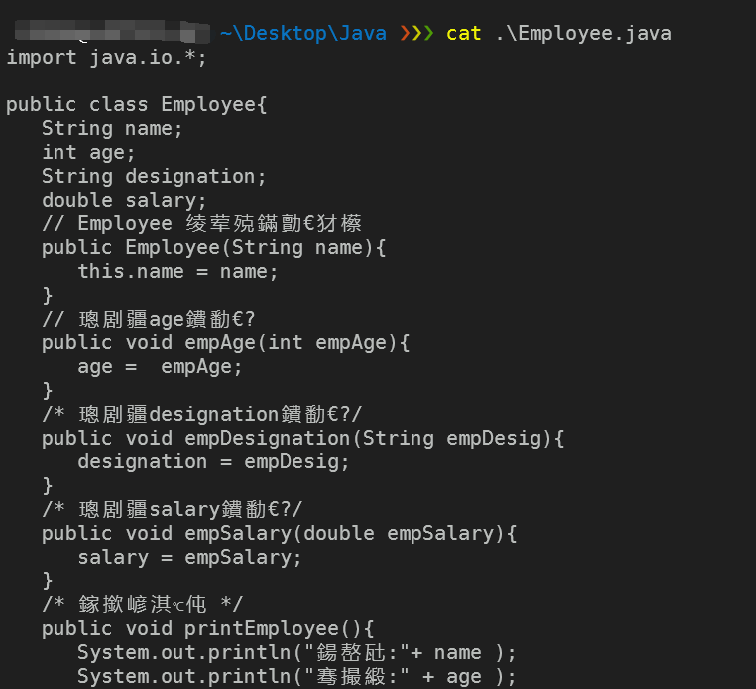 ~\Desktop\Java ❯❯❯ cat .\Employee.java
import java.io.*;
public class Employee{
String name;
int age;
String designation;
double salary;
// Employee 绫荤殑鏋勯€犲櫒
public Employee(String name){
this.name = name;
}
// 璁剧疆age鐨勫€?
public void empAge(int empAge){
age = empAge;
}
/* 璁剧疆designation鐨勫€?/
public void empDesignation(String empDesig){
designation = empDesig;
}
/* 璁剧疆salary鐨勫€?/
public void empSalary(double empSalary){
salary = empSalary;
}
/* 鎵撳嵃淇℃伅 */
public void printEmployee(){
System.out.println("鍚嶅瓧:"+ name );
System.out.println("骞撮緞:" + age );